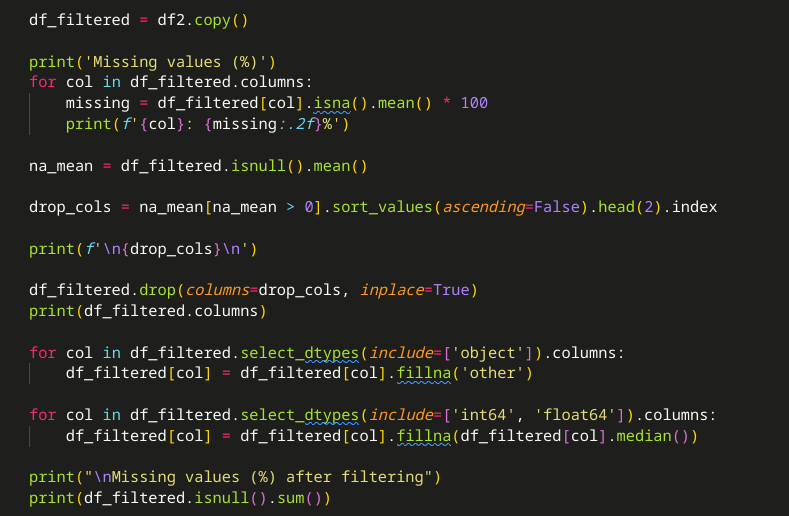 df_filtered = df2.copy()
print('Missing values (%)')
for col in df_filtered.columns:
    missing = df_filtered[col].isna().mean() * 100
    print(f'{col}: {missing:.2f}%')
na_mean = df_filtered.isnull().mean()
drop_cols = na_mean[na_mean > 0].sort_values(ascending=False).head(2).index
print(f'\n{drop_cols}\n')
df_filtered.drop(columns=drop_cols, inplace=True)
print(df_filtered.columns)
for col in df_filtered.select_dtypes(include=['object']).columns:
    df_filtered[col] = df_filtered[col].fillna('other')
for col in df_filtered.select_dtypes(include=['int64', 'float64']).columns:
    df_filtered[col] = df_filtered[col].fillna(df_filtered[col].median())
print("\nMissing values (%) after filtering")
print(df_filtered.isnull().sum())